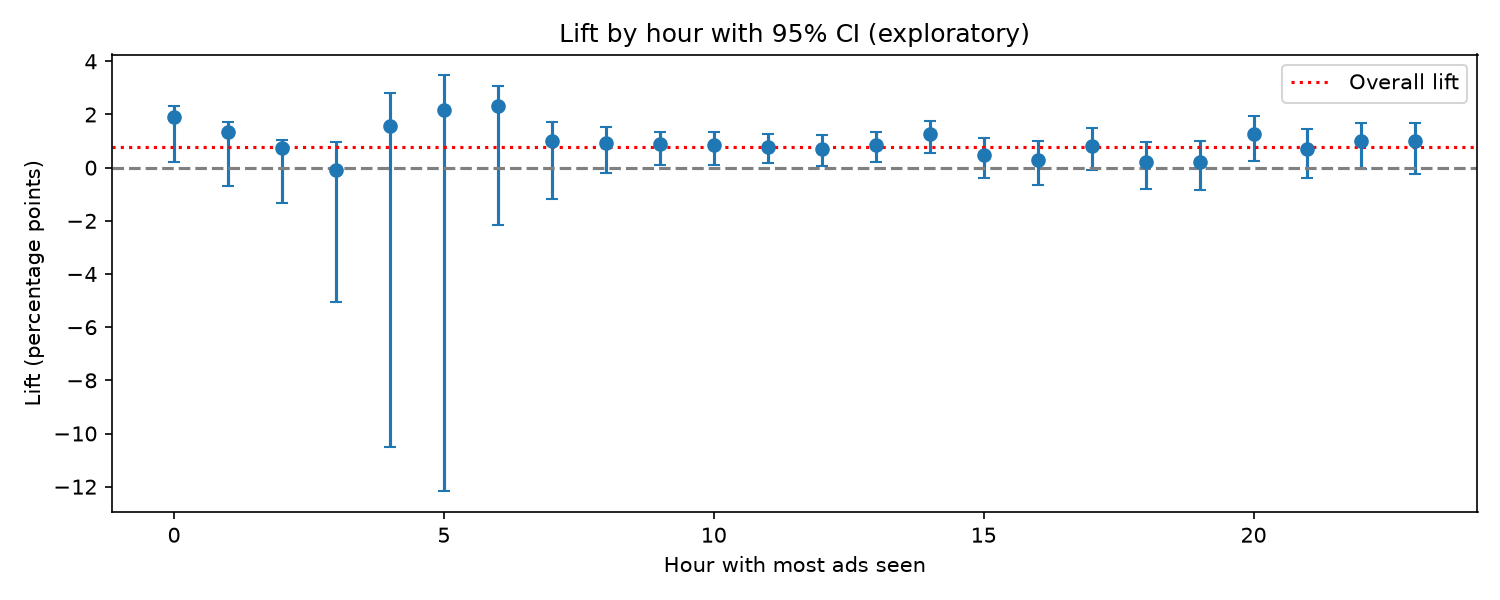 Lift by hour with 95% CI (exploratory)
Overall lift
Lift (percentage points)
4
2
0
−2
−4
−6
−8
−10
−12
0 5 10 15 20
Hour with most ads seen